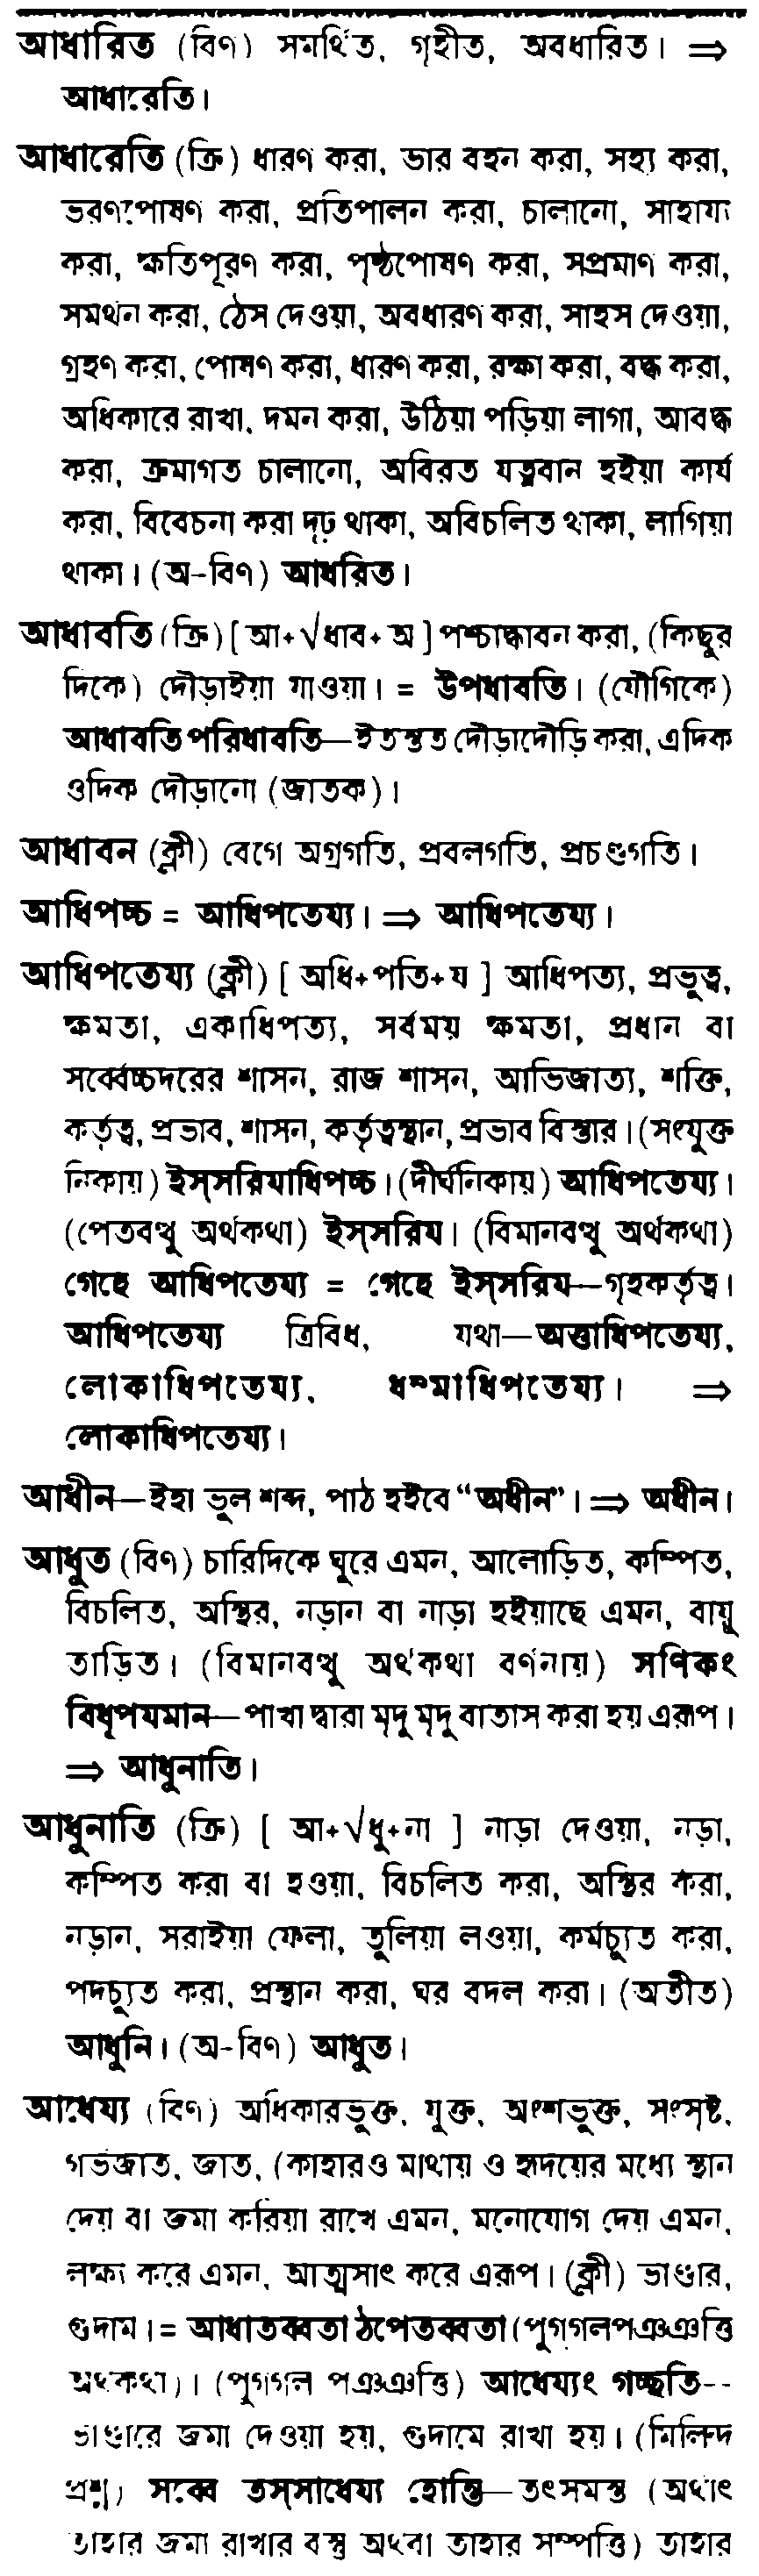 আধারিত (বিণ) সমর্থিত, গৃহীত, অবধারিত। ⇒
আধারেতি।
আধারেতি (ক্রি) ধারণ করা, ভার বহন করা, সহ্য করা,
ভরণপোষণ করা, প্রতিপালন করা, চালানো, সাহায্য
করা, ক্ষতিপূরণ করা, পৃষ্ঠপোষণ করা, সপ্রমাণ করা,
সমর্থন করা, ঠেস দেওয়া, অবধারণ করা, সাহস দেওয়া,
গ্রহণ করা, পোষণ করা, ধারণ করা, রক্ষা করা, বদ্ধ করা,
অধিকারে রাখা, দমন করা, উঠিয়া পড়িয়া লাগা, আবদ্ধ
করা, ক্রমাগত চালানো, অবিরত যত্নবান হইয়া কার্য
করা, বিবেচনা করা দৃঢ় থাকা, অবিচলিত থাকা, লাগিয়া
থাকা। (অ-বিণ) আধরিত।
আধাবতি (ক্রি) [ আ+√ধাব+অ ] পশ্চাদ্ধাবন করা, (কিছুর
দিকে) দৌড়াইয়া যাওয়া। = উপধাবতি। (যৌগিকে)
আধাবতি পরিধাবতি—ইতস্তত দৌড়াদৌড়ি করা, এদিক
ওদিক দৌড়ানো (জাতক)।
আধাবন (ক্লী) বেগে অগ্রগতি, প্রবলগতি, প্রচণ্ডগতি।
আধিপচ্চ = আধিপতেয্য। ⇒ আধিপতেয্য।
আধিপতেয্য (ক্লী) [ অধি+পতি+য ] আধিপত্য, প্রভুত্ব,
ক্ষমতা, একাধিপত্য, সর্বময় ক্ষমতা, প্রধান বা
সর্ব্বেচ্চদরের শাসন, রাজ শাসন, আভিজাত্য, শক্তি,
কর্তৃত্ব, প্রভাব, শাসন, কর্তৃত্বস্থান, প্রভাব বিস্তার। (সংযুক্ত
নিকায়) ইস্‌সরিযাধিপচ্চ। (দীর্ঘনিকায়) আধিপতেয্য।
(পেতবত্থু অর্থকথা) ইস্‌সরিয। (বিমানবত্থু অর্থকথা)
গেহে আধিপতেয্য = গেহে ইস্‌সরিয—গৃহকর্তৃত্ব।
আধিপতেয্য ত্রিবিধ, যথা—অত্তাধিপতেয্য,
লোকাধিপতেয্য, ধম্মাধিপতেয্য। ⇒
লোকাধিপতেয্য।
আধীন—ইহা ভুল শব্দ, পাঠ হইবে “অধীন”। ⇒ অধীন।
আধুত (বিণ) চারিদিকে ঘুরে এমন, আলোড়িত, কম্পিত,
বিচলিত, অস্থির, নড়ান বা নাড়া হইয়াছে এমন, বায়ু
তাড়িত। (বিমানবত্থু অর্থকথা বর্ণনায়) সণিকং
বিধূপযমান—পাখা দ্বারা মৃদু মৃদু বাতাস করা হয় এরূপ।
⇒ আধুনাতি।
আধুনাতি (ক্রি) [ আ+√ধু+না ] নাড়া দেওয়া, নড়া,
কম্পিত করা বা হওয়া, বিচলিত করা, অস্থির করা,
নড়ান, সরাইয়া ফেলা, তুলিয়া লওয়া, কর্মচ্যুত করা,
পদচ্যুত করা, প্রস্থান করা, ঘর বদল করা। (অতীত)
আধুনি। (অ-বিণ) আধুত।
আধেয্য (বিণ) অধিকারভুক্ত, যুক্ত, অংশভুক্ত, সংসৃষ্ট,
গর্ভজাত, জাত, (কাহারও মাথায় ও হৃদয়ের মধ্যে স্থান
দেয় বা জমা করিয়া রাখে এমন, মনোযোগ দেয় এমন,
লক্ষ্য করে এমন, আত্মসাৎ করে এরূপ। (ক্লী) ভাণ্ডার,
গুদাম। = আধাতব্বতা ঠপেতব্বতা (পুগ্‌গলপঞ্ঞত্তি
অর্থকথা)। (পুগ্‌গল পঞ্ঞত্তি) আধেয্যং গচ্ছতি--
ভাণ্ডারে জমা দেওয়া হয়, গুদামে রাখা হয়। (মিলিন্দ
প্রশ্ন) সব্বে তস্‌সাধেয্য হোন্তি—তৎসমস্ত (অর্থাৎ
তাহার জমা রাখার বস্তু অথবা তাহার সম্পত্তি) তাহার